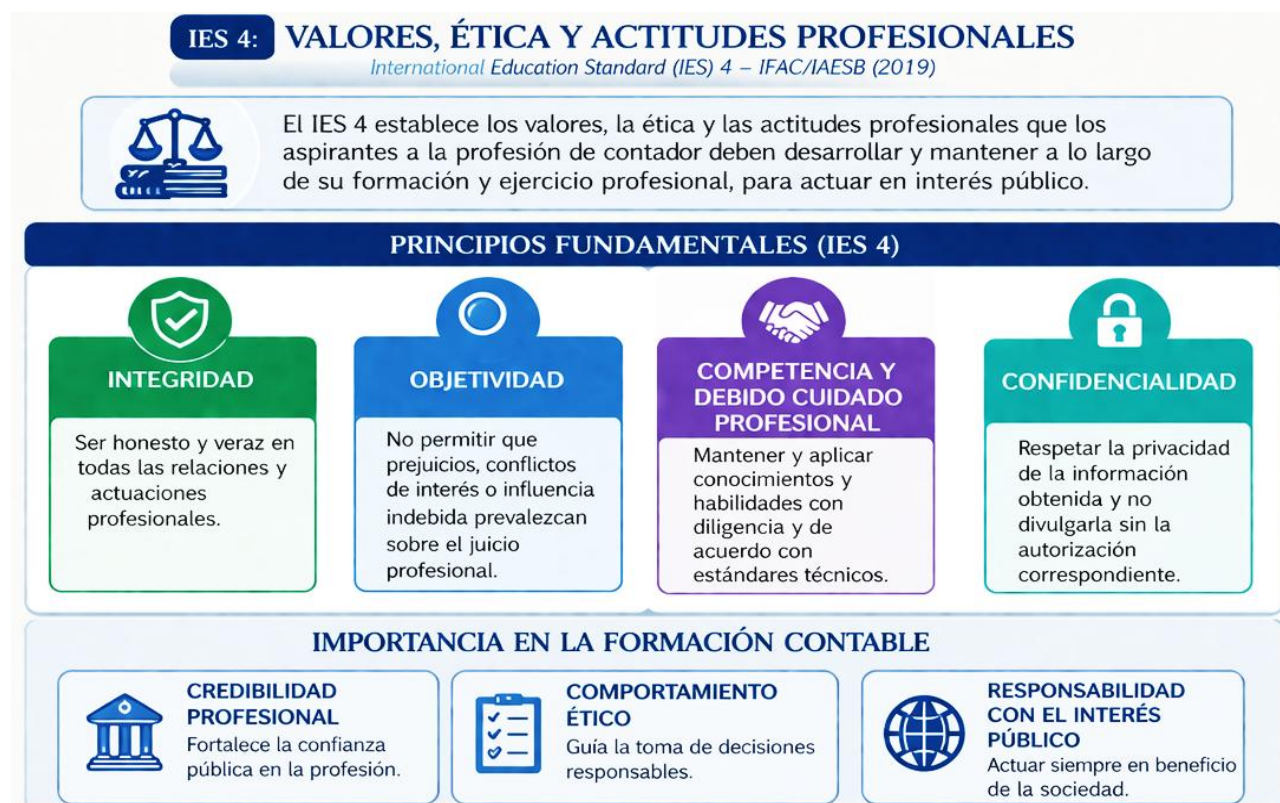 IES 4: VALORES, ÉTICA Y ACTITUDES PROFESIONALES
International Education Standard (IES) 4 – IFAC/IAESB (2019)
El IES 4 establece los valores, la ética y las actitudes profesionales que los
aspirantes a la profesión de contador deben desarrollar y mantener a lo largo
de su formación y ejercicio profesional, para actuar en interés público.
PRINCIPIOS FUNDAMENTALES (IES 4)
INTEGRIDAD
Ser honesto y veraz en
todas las relaciones y
actuaciones
profesionales.
OBJETIVIDAD
No permitir que
prejuicios, conflictos
de interés o influencia
indebida prevalezcan
sobre el juicio
profesional.
COMPETENCIA Y
DEBIDO CUIDADO
PROFESIONAL
Mantener y aplicar
conocimientos y
habilidades con
diligencia y de
acuerdo con
estándares técnicos.
CONFIDENCIALIDAD
Respetar la privacidad
de la información
obtenida y no
divulgarla sin la
autorización
correspondiente.
IMPORTANCIA EN LA FORMACIÓN CONTABLE
CREDIBILIDAD
PROFESIONAL
Fortalece la confianza
pública en la profesión.
COMPORTAMIENTO
ÉTICO
Guía la toma de decisiones
responsables.
RESPONSABILIDAD
CON EL INTERÉS
PÚBLICO
Actuar siempre en beneficio
de la sociedad.